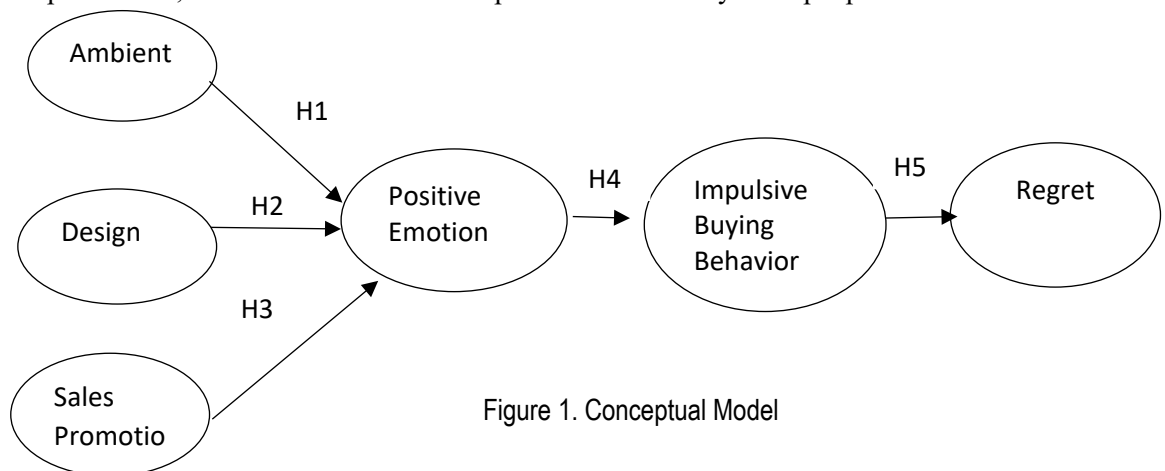 Ambient
H1
Design
H2
Positive
Emotion
H4
Impulsive
Buying
Behavior
H5
Regret
H3
Sales
Promotio
Figure 1. Conceptual Model